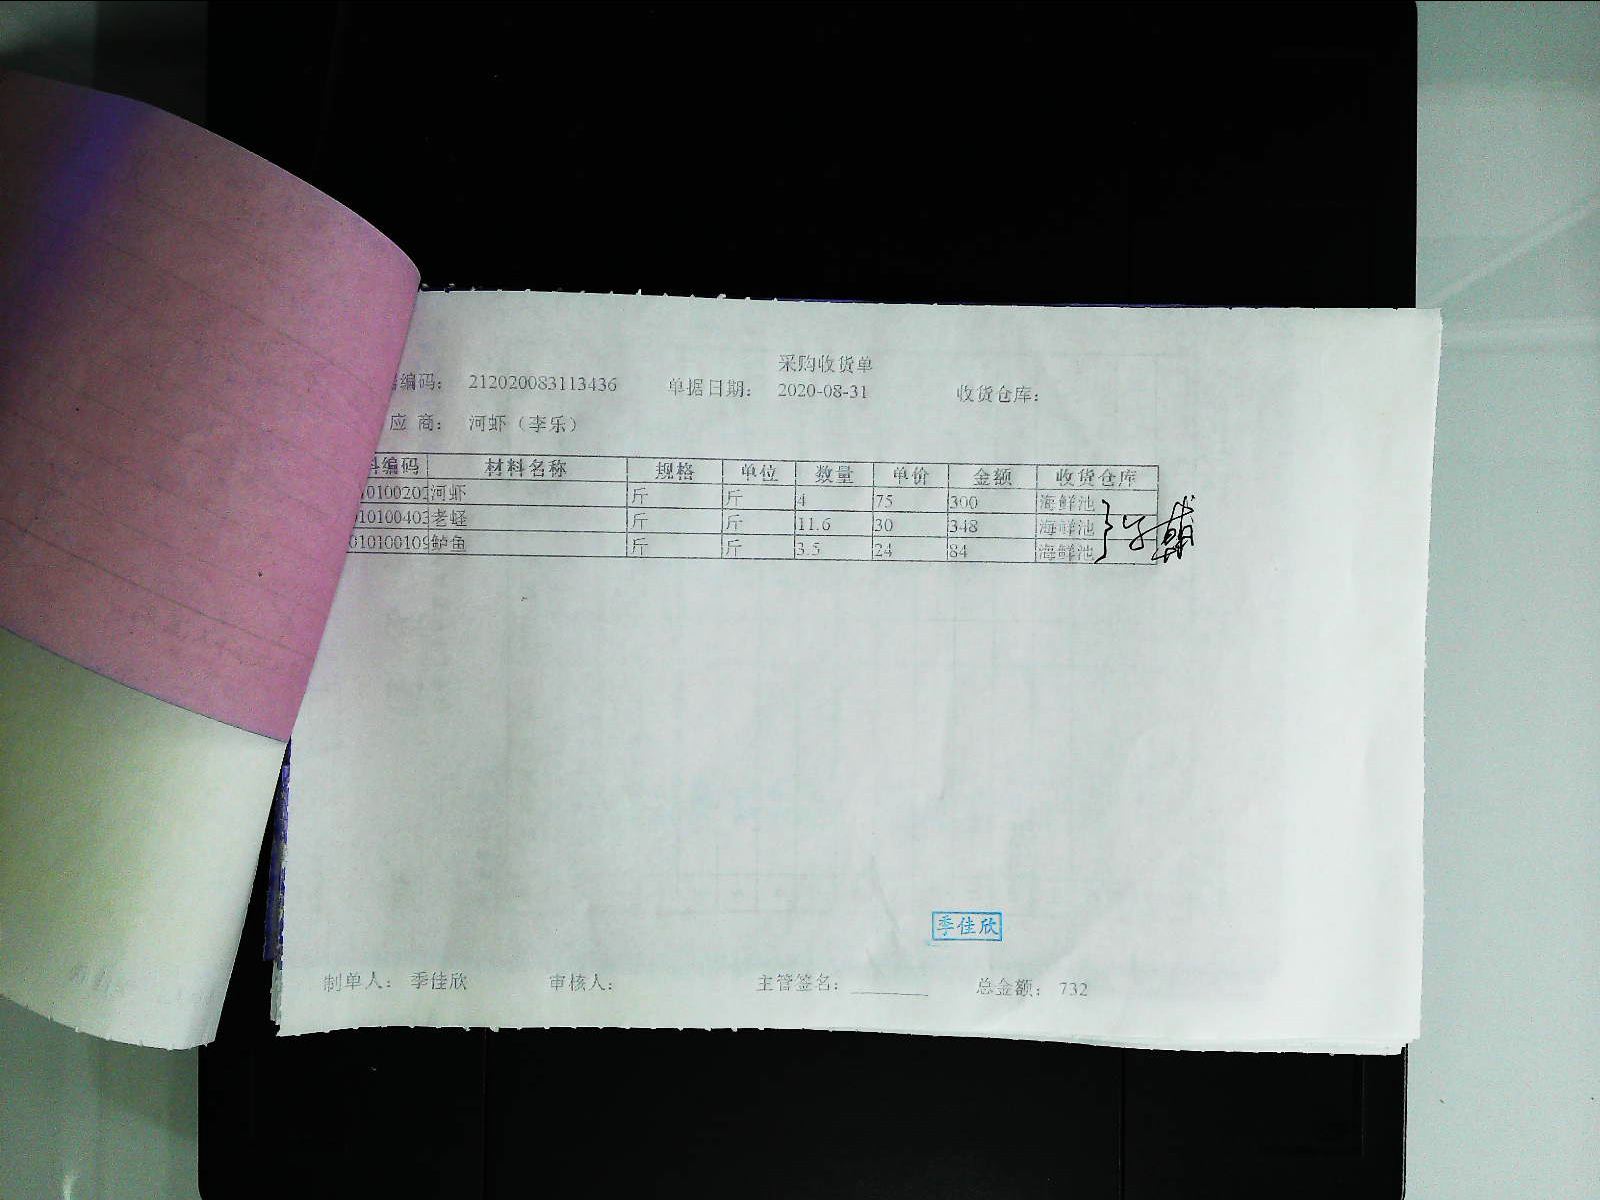 采购收货单
编码： 212020083113436 单据日期： 2020-08-31 收货仓库：
应 商： 河虾（李乐）
料编码 材料名称 规格 单位 数量 单价 金额 收货仓库
010100202 河虾 斤 斤 4 75 300 海鲜池
010100403 老蛏 斤 斤 11.6 30 348 海鲜池
010100109 鲈鱼 斤 斤 3.5 24 84 海鲜池
季佳欣
制单人： 季佳欣 审核人： 主管签名：________ 总金额： 732